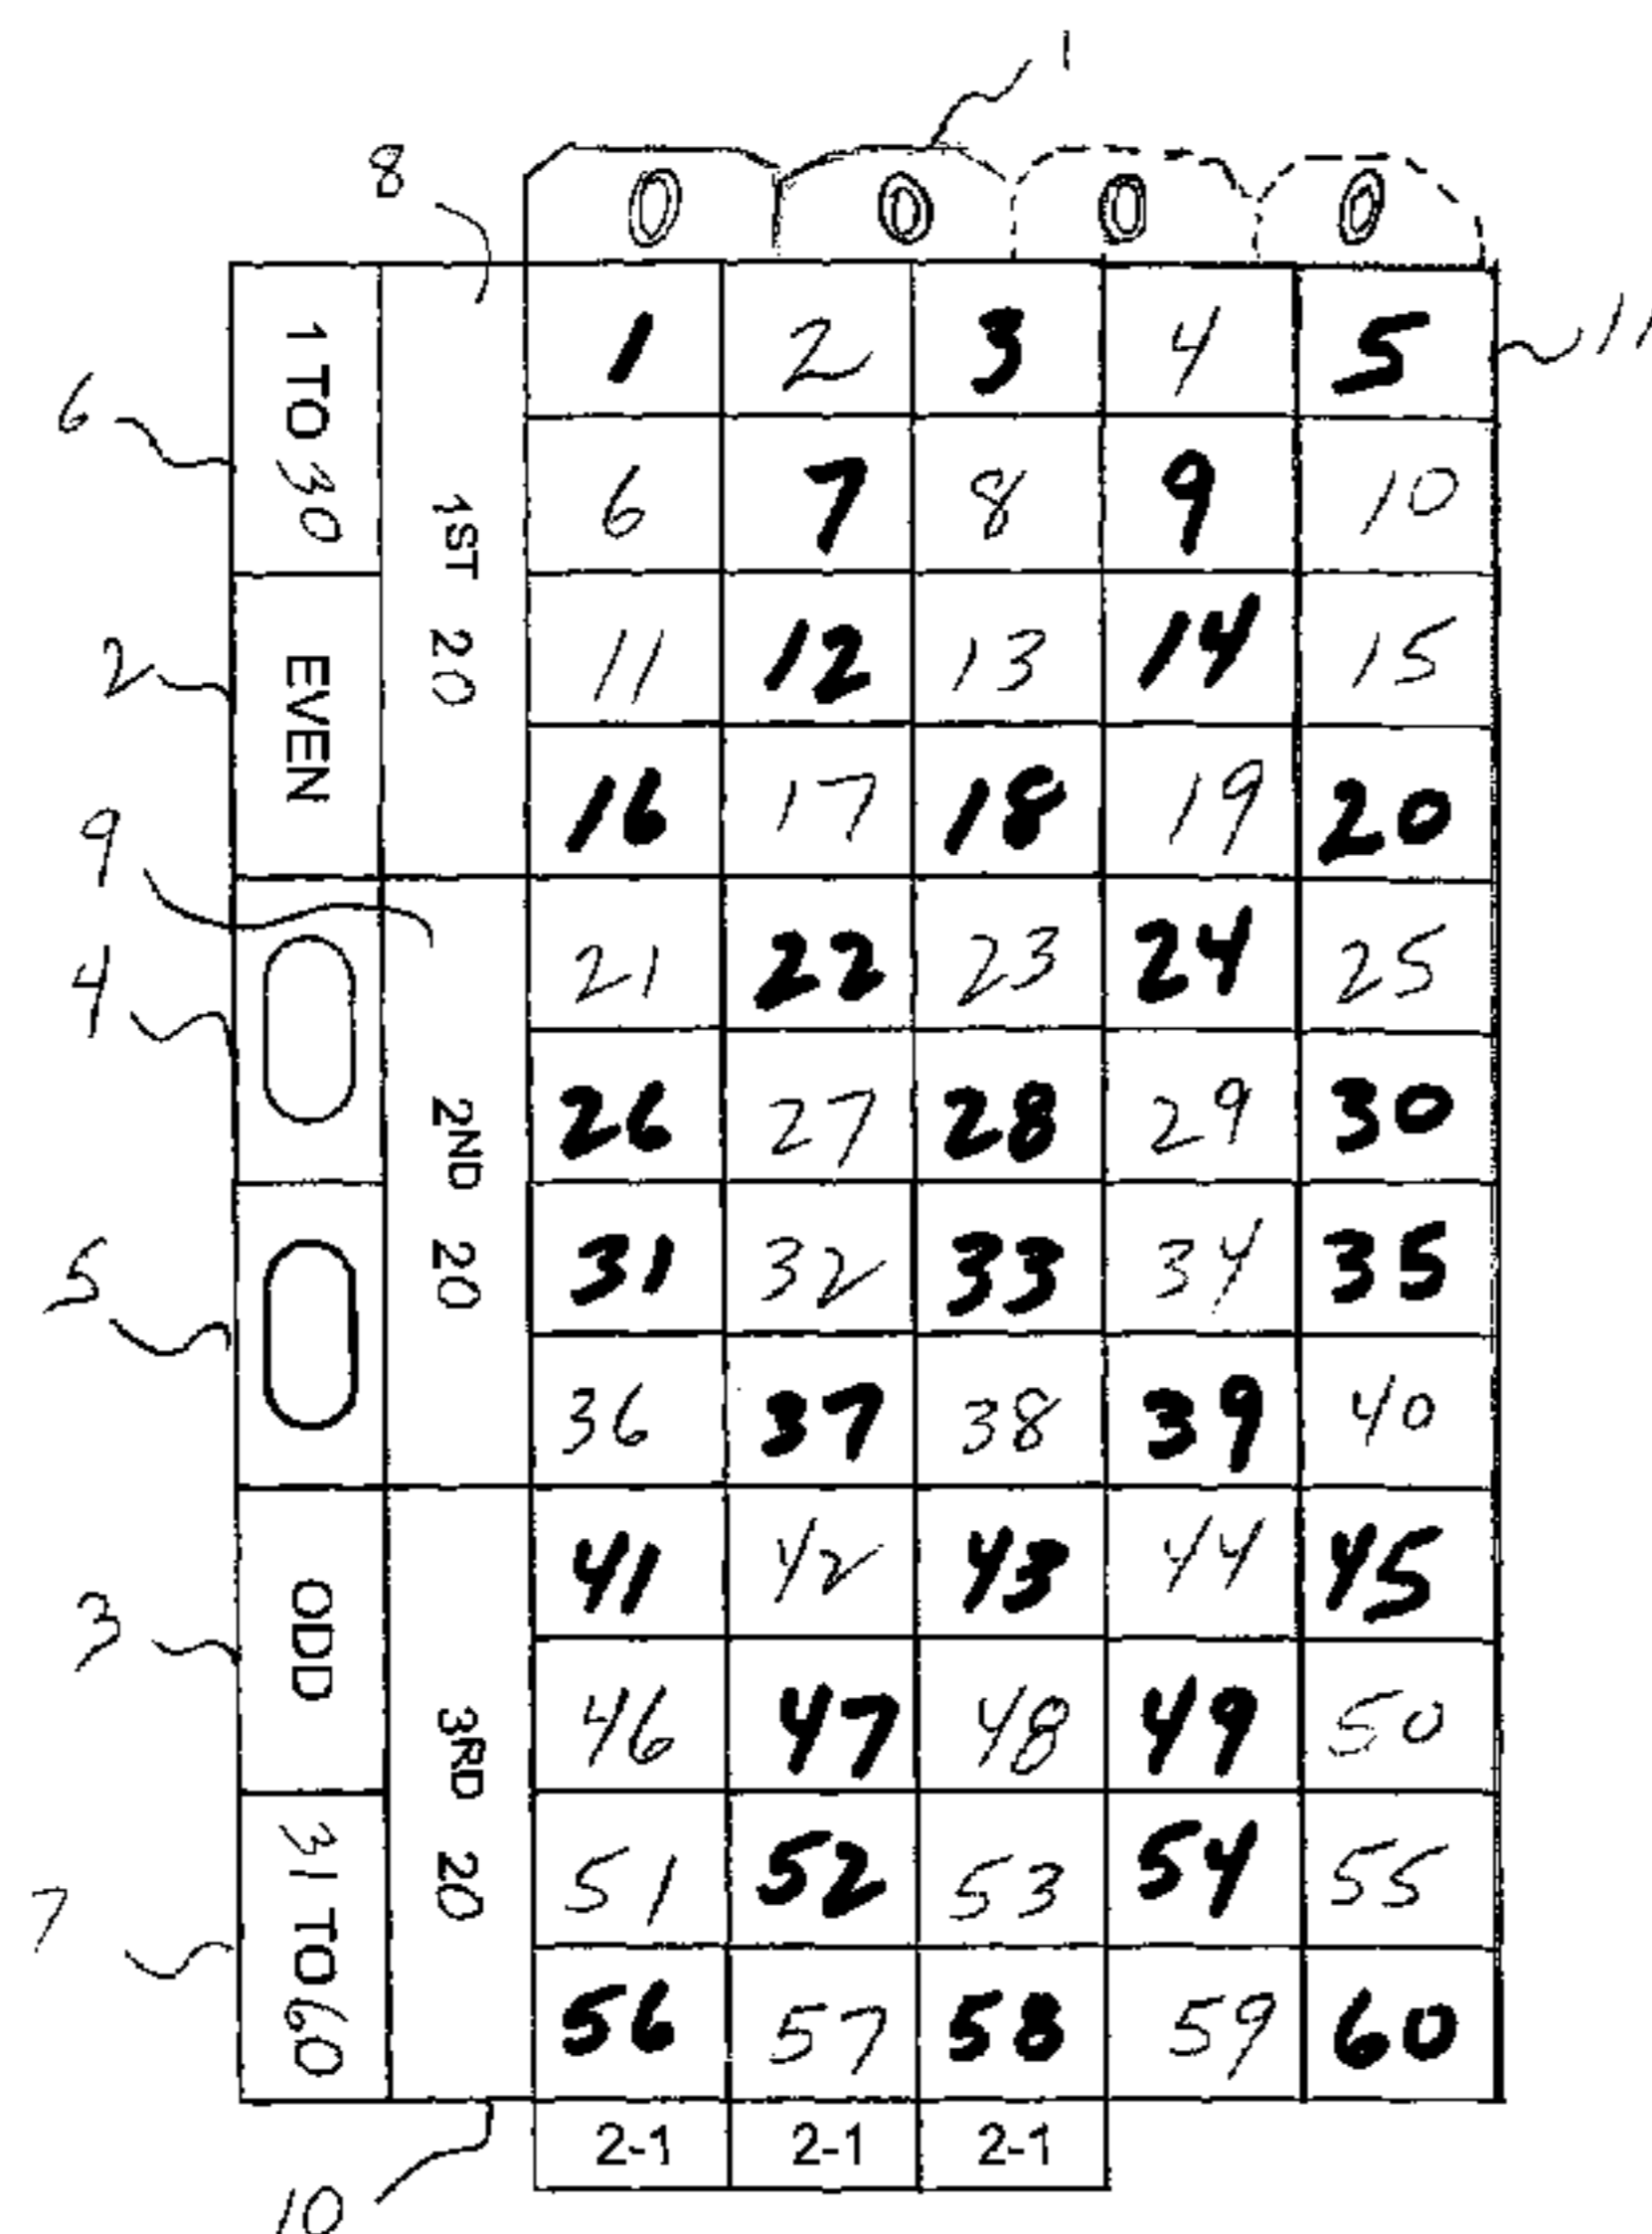 1
8
0 0 0 0
1 2 3 4 5
11
6
1 TO 30
1ST 20
6 7 8 9 10
2
EVEN
11 12 13 14 15
16 17 18 19 20
9
4
2ND 20
21 22 23 24 25
26 27 28 29 30
5
31 32 33 34 35
36 37 38 39 40
3
ODD
3RD 20
41 42 43 44 45
46 47 48 49 50
7
31 TO 60
51 52 53 54 55
56 57 58 59 60
2-1 2-1 2-1
10